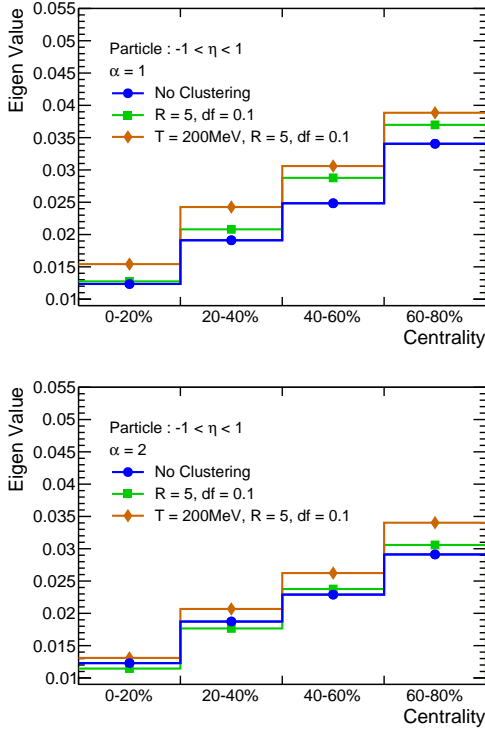 0.055
0.05
0.045
0.04
0.035
0.03
0.025
0.02
0.015
0.01
Eigen Value
Particle : -1 < η < 1
α = 1
No Clustering
R = 5, df = 0.1
T = 200MeV, R = 5, df = 0.1
0-20% 20-40% 40-60% 60-80%
Centrality
0.055
0.05
0.045
0.04
0.035
0.03
0.025
0.02
0.015
0.01
Eigen Value
Particle : -1 < η < 1
α = 2
No Clustering
R = 5, df = 0.1
T = 200MeV, R = 5, df = 0.1
0-20% 20-40% 40-60% 60-80%
Centrality